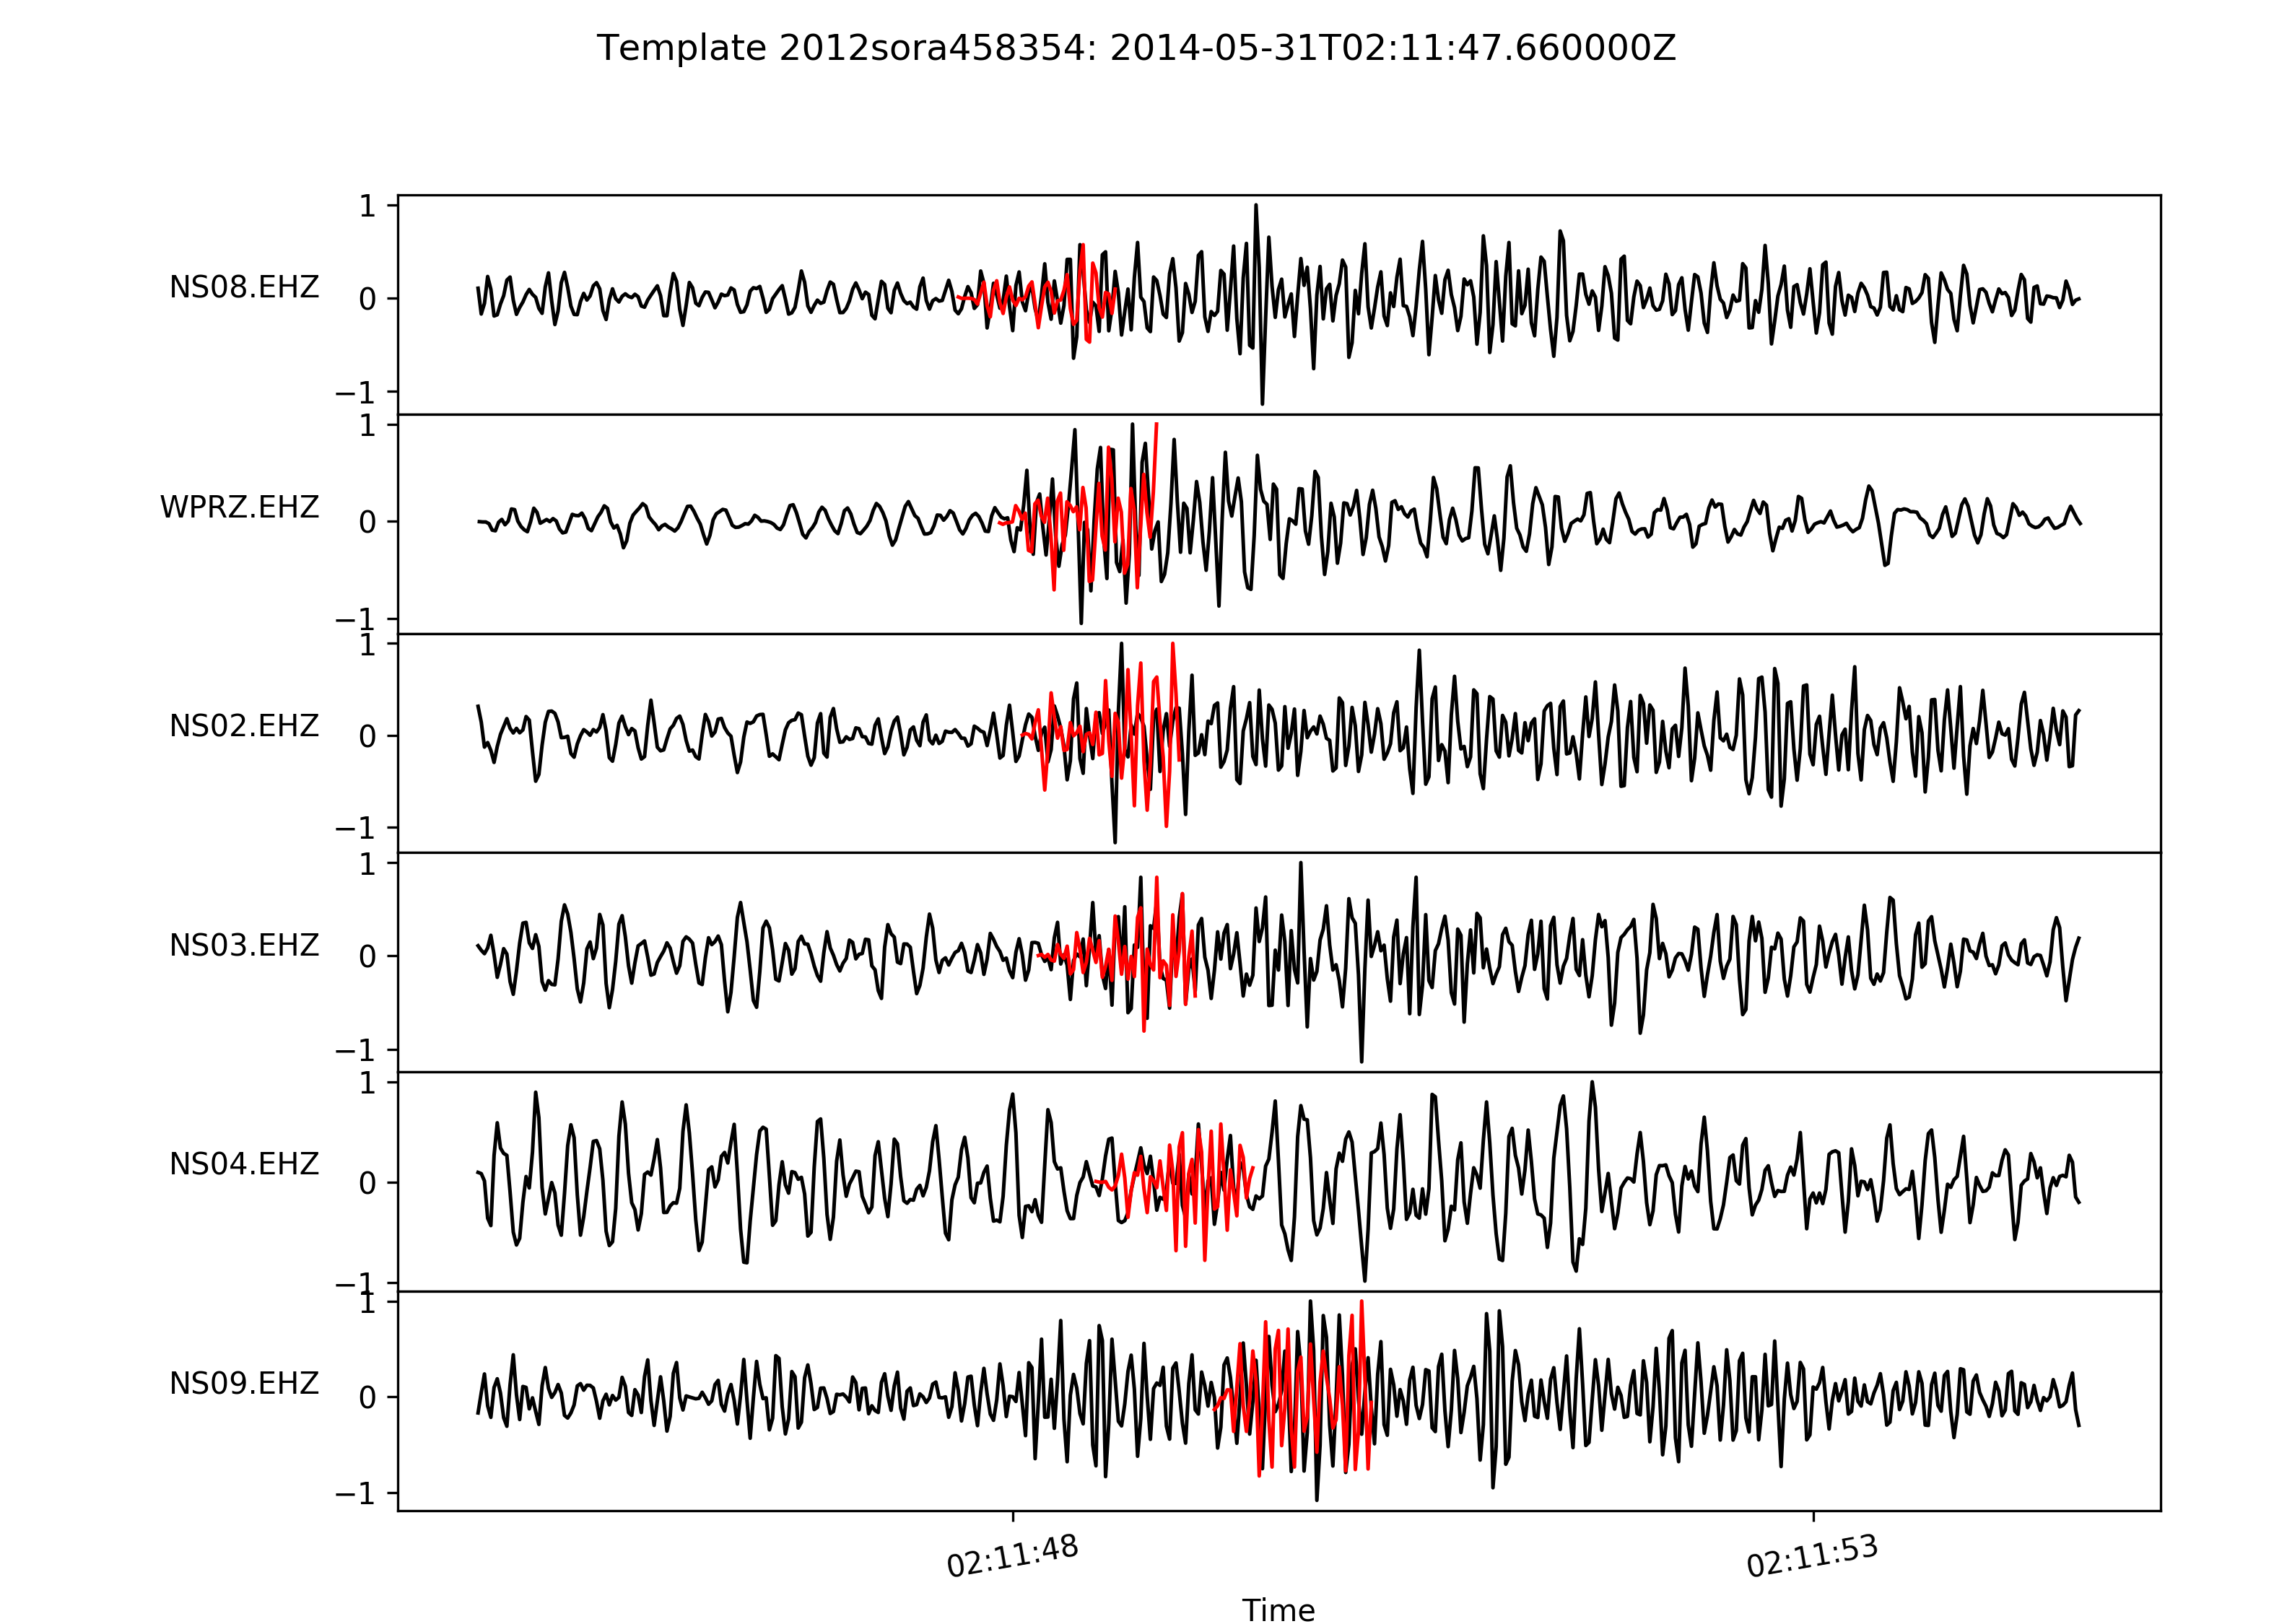 Template 2012sora458354: 2014-05-31T02:11:47.660000Z
1
NS08.EHZ 0
−1
1
WPRZ.EHZ 0
−1
1
NS02.EHZ 0
−1
1
NS03.EHZ 0
−1
1
NS04.EHZ 0
−1
1
NS09.EHZ 0
−1
02:11:48 02:11:53
Time